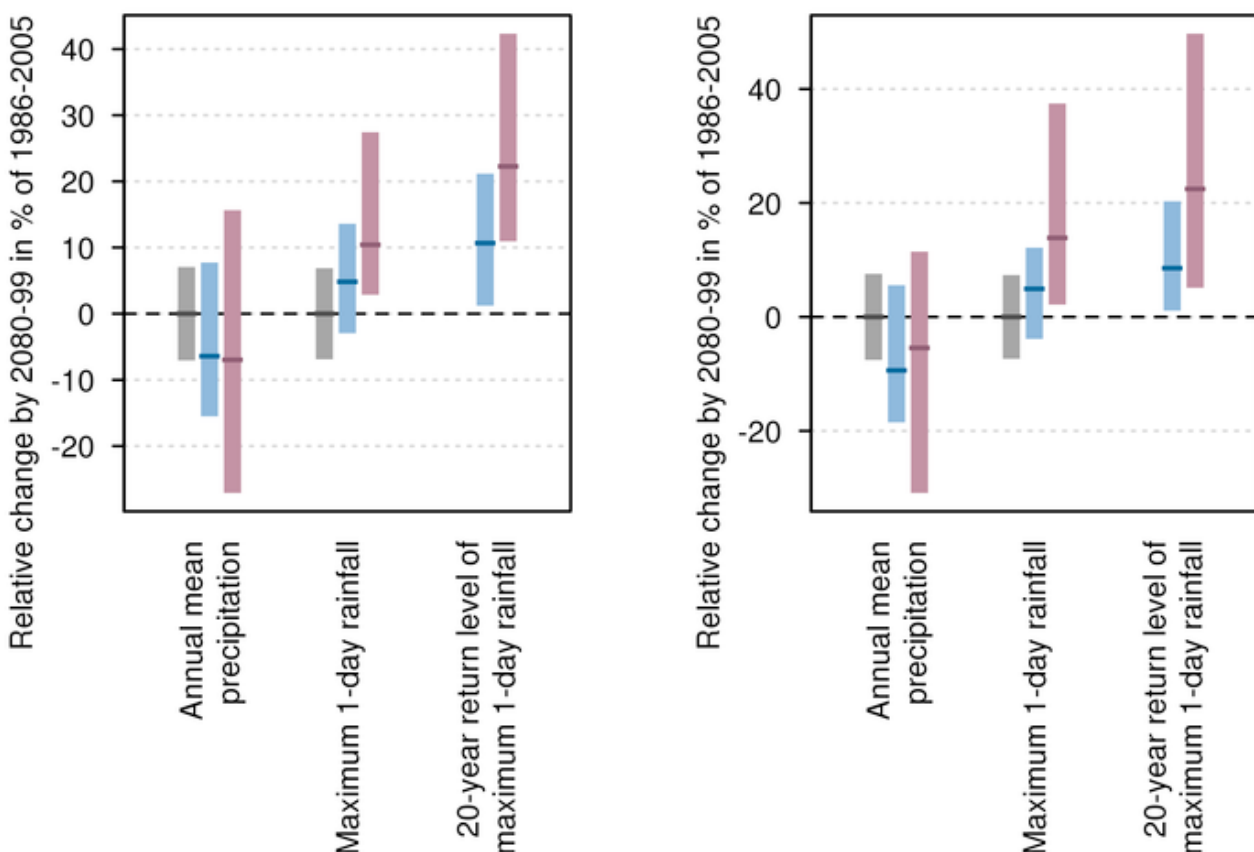 Relative change by 2080-99 in % of 1986-2005
40
30
20
10
0
-10
-20
Annual mean
precipitation
Maximum 1-day rainfall
20-year return level of
maximum 1-day rainfall
Relative change by 2080-99 in % of 1986-2005
40
20
0
-20
Annual mean
precipitation
Maximum 1-day rainfall
20-year return level of
maximum 1-day rainfall